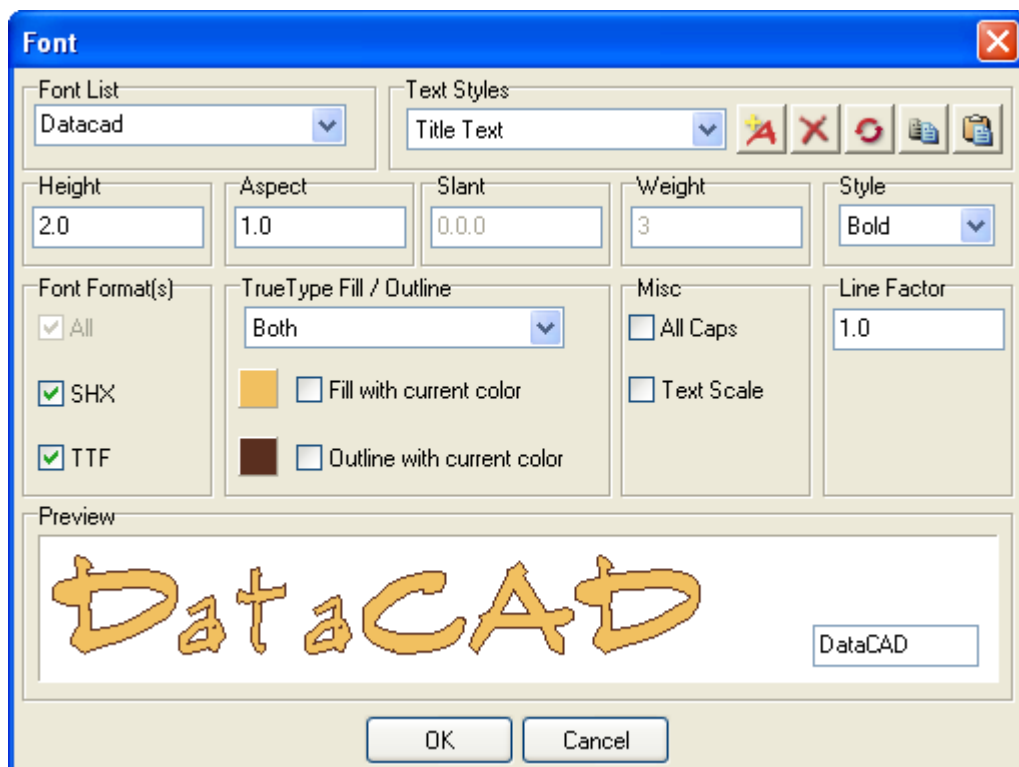 Font
Font List
Text Styles
Datacad
Title Text
Height
Aspect
Slant
Weight
Style
2.0
1.0
0.0.0
3
Bold
Font Format(s)
TrueType Fill / Outline
Misc
Line Factor
All
Both
All Caps
1.0
SHX
Fill with current color
Text Scale
TTF
Outline with current color
Preview
DataCAD
DataCAD
OK
Cancel